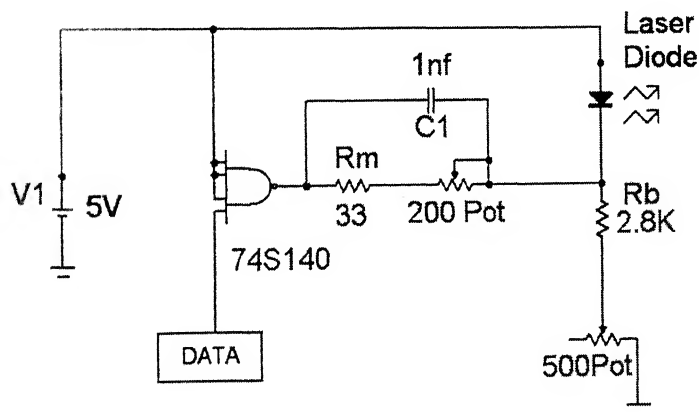 Laser
Diode
1nf
C1
Rm
V1
5V
33
200 Pot
Rb
2.8K
74S140
DATA
500Pot